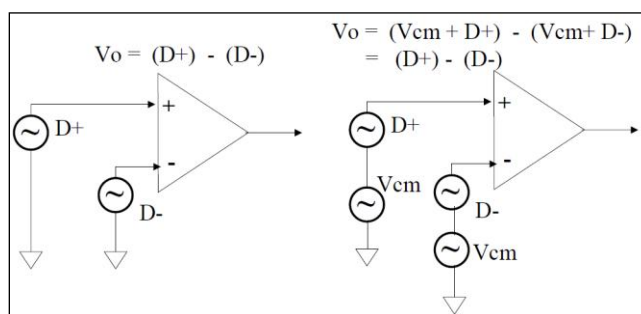 Vo = (D+) - (D-)
+
D+
-
D-
Vo = (Vcm + D+) - (Vcm+ D-)
= (D+) - (D-)
+
D+
-
Vcm
D-
Vcm